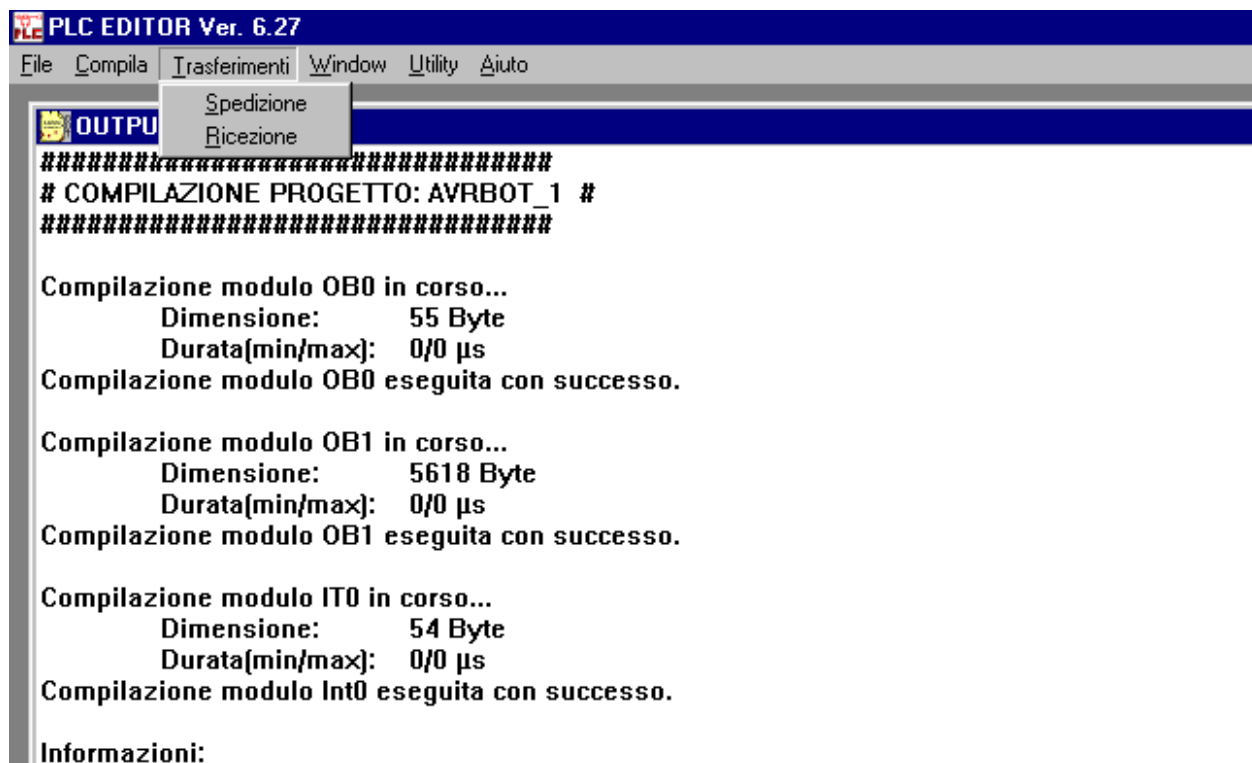 PLC EDITOR Ver. 6.27
File Compila Trasferimenti Window Utility Aiuto
Spedizione
Ricezione
OUTPU
#################################
# COMPILAZIONE PROGETTO: AVRBOT_1 #
#################################
Compilazione modulo OB0 in corso...
Dimensione: 55 Byte
Durata(min/max): 0/0 µs
Compilazione modulo OB0 eseguita con successo.
Compilazione modulo OB1 in corso...
Dimensione: 5618 Byte
Durata(min/max): 0/0 µs
Compilazione modulo OB1 eseguita con successo.
Compilazione modulo IT0 in corso...
Dimensione: 54 Byte
Durata(min/max): 0/0 µs
Compilazione modulo Int0 eseguita con successo.
Informazioni: